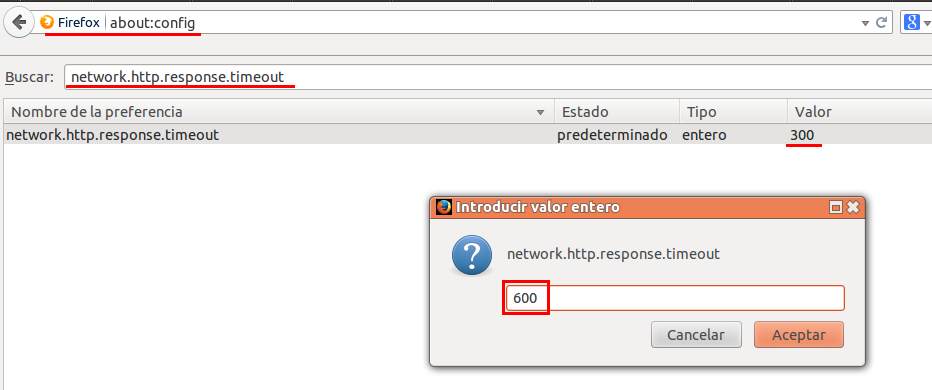 Firefox about:config
Buscar: network.http.response.timeout
Nombre de la preferencia Estado Tipo Valor
network.http.response.timeout predeterminado entero 300
Introducir valor entero
network.http.response.timeout
600
Cancelar Aceptar